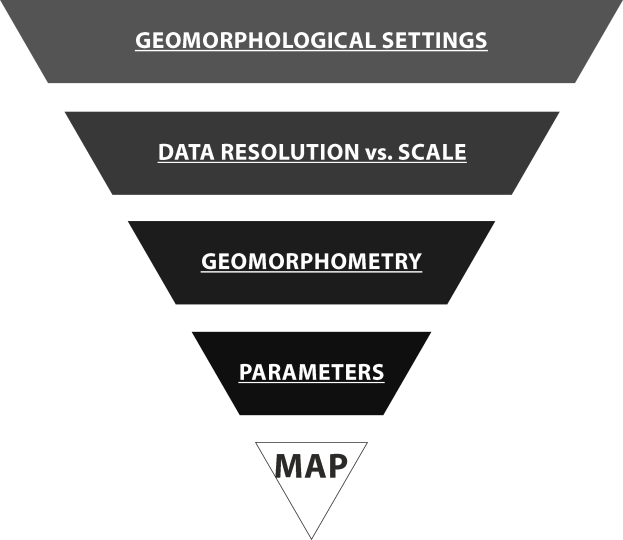 GEOMORPHOLOGICAL SETTINGS
DATA RESOLUTION vs. SCALE
GEOMORPHOMETRY
PARAMETERS
MAP